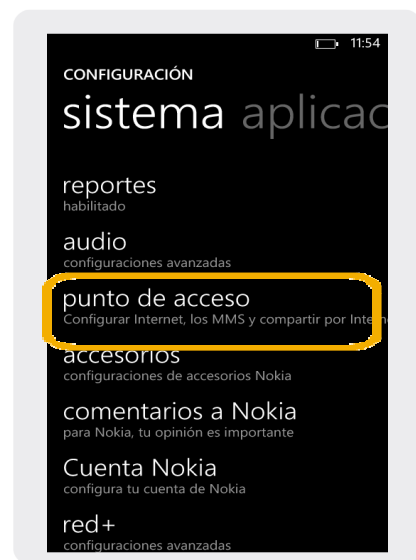 11:54
CONFIGURACIÓN
sistema aplicac
reportes
habilitado
audio
configuraciones avanzadas
punto de acceso
Configurar Internet, los MMS y compartir por Inte
accesorios
configuraciones de accesorios Nokia
comentarios a Nokia
para Nokia, tu opinión es importante
Cuenta Nokia
configura tu cuenta de Nokia
red+
configuraciones avanzadas